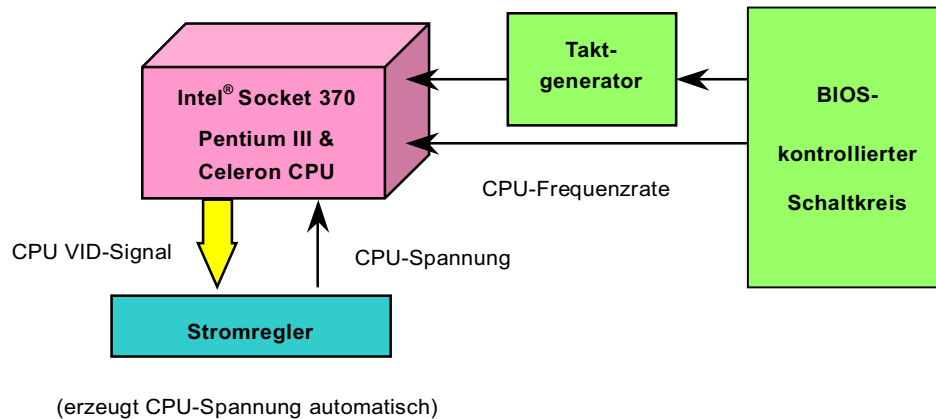 Intel® Socket 370
Pentium III &
Celeron CPU
Takt-
generator
BIOS-
kontrollierter
Schaltkreis
CPU-Frequenzrate
CPU VID-Signal
CPU-Spannung
Stromregler
(erzeugt CPU-Spannung automatisch)